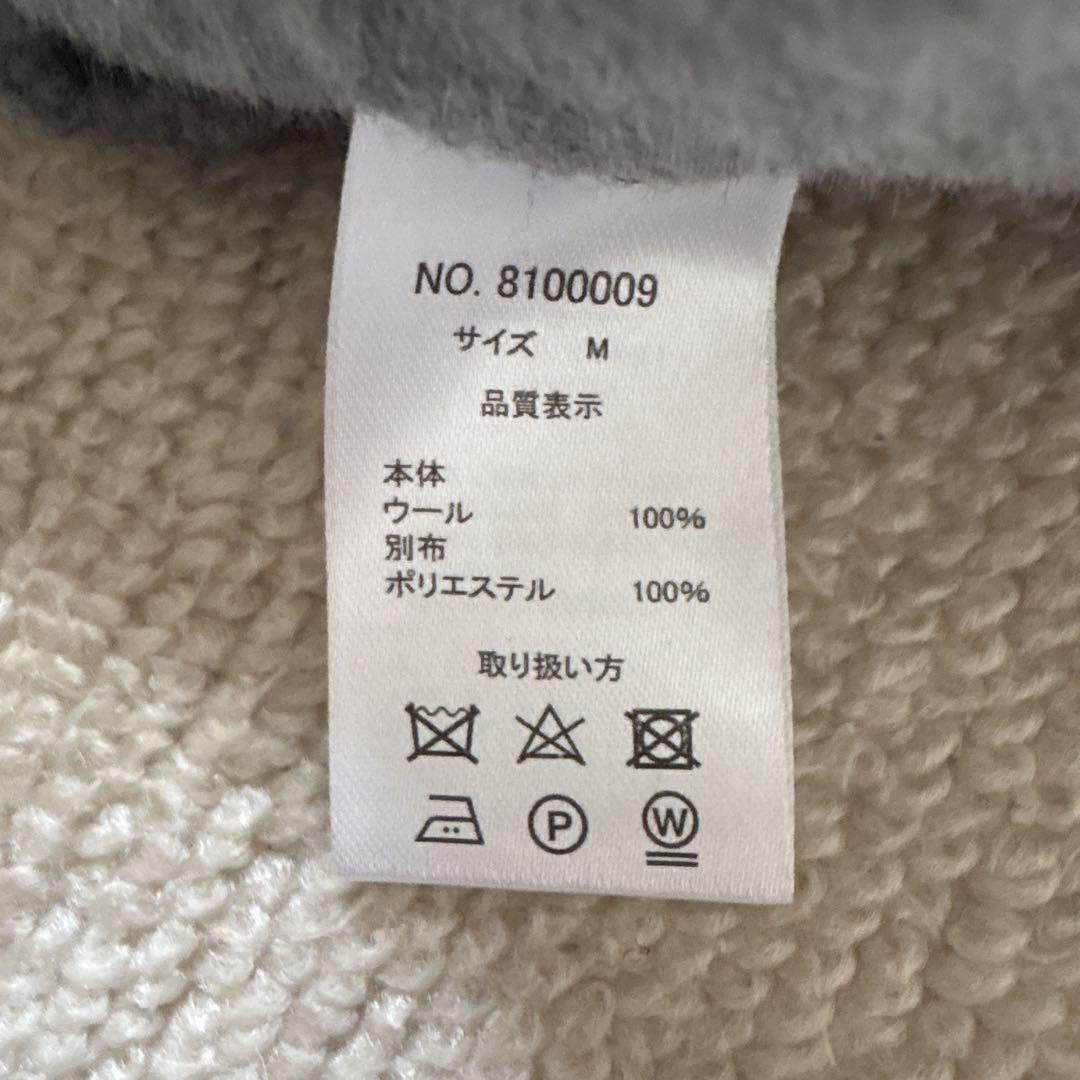 NO. 8100009
サイズ M
品質表示
本体
ウール 100%
別布
ポリエステル 100%
取り扱い方
P W